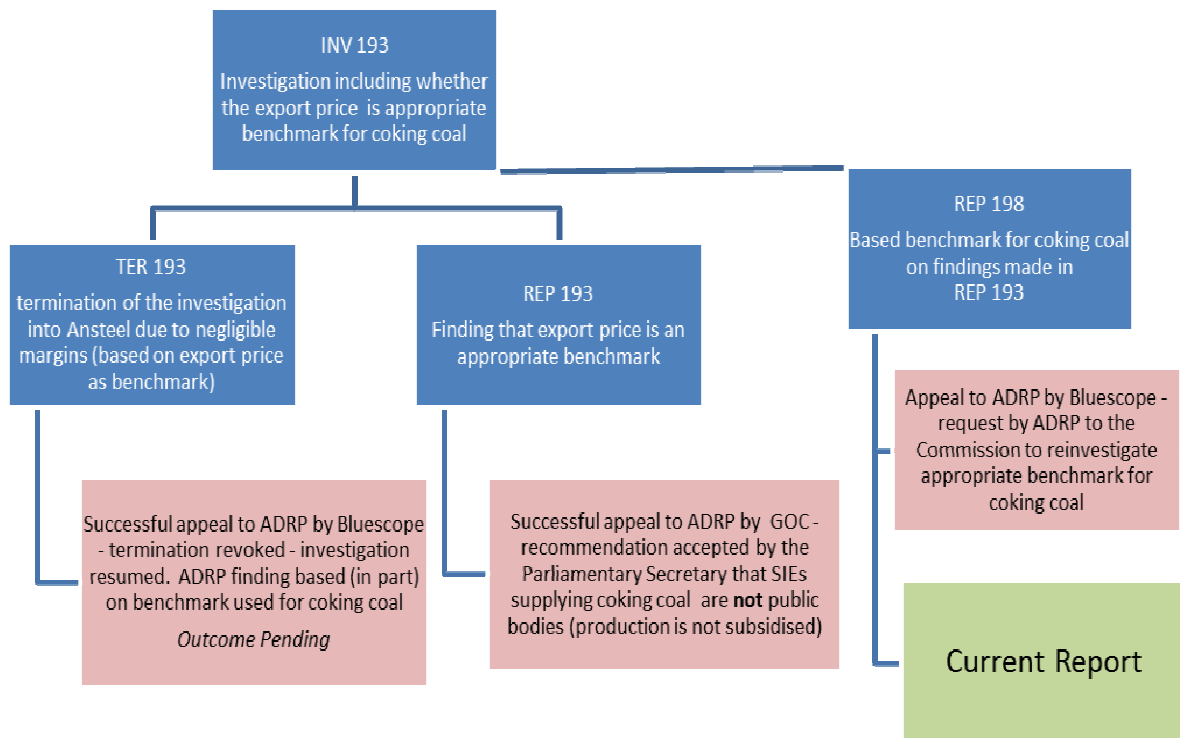 INV 193
Investigation including whether
the export price is appropriate
benchmark for coking coal
TER 193
termination of the investigation
into Ansteel due to negligible
margins (based on export price
as benchmark)
REP 193
Finding that export price is an
appropriate benchmark
REP 198
Based benchmark for coking coal
on findings made in
REP 193
Successful appeal to ADRP by Bluescope
- termination revoked - investigation
resumed. ADRP finding based (in part)
on benchmark used for coking coal
Outcome Pending
Successful appeal to ADRP by GOC -
recommendation accepted by the
Parliamentary Secretary that SIEs
supplying coking coal are not public
bodies (production is not subsidised)
Appeal to ADRP by Bluescope -
request by ADRP to the
Commission to reinvestigate
appropriate benchmark for
coking coal
Current Report